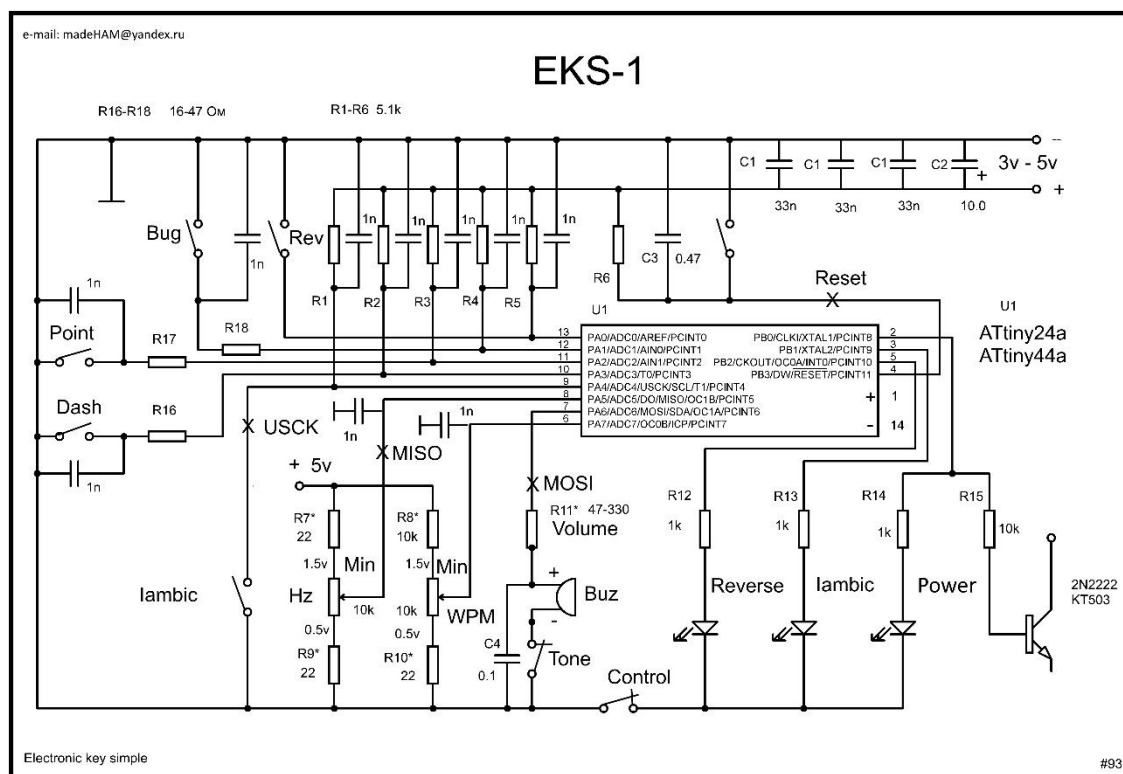 e-mail: madeHAM@yandex.ru
EKS-1
R16-R18 16-47 Ом
R1-R6 5.1k
C1
C1
C1
C2
+
3v - 5v
–
+
33n
33n
33n
10.0
Bug
1n
Rev
1n
1n
1n
1n
1n
R1
R2
R3
R4
R5
R6
C3
0.47
Reset
1n
Point
R17
R18
U1
U1
ATtiny24a
ATtiny44a
13 PA0/ADC0/AREF/PCINT0
12 PA1/ADC1/AIN0/PCINT1
11 PA2/ADC2/AIN1/PCINT2
10 PA3/ADC3/T0/PCINT3
9 PA4/ADC4/USCK/SCL/T1/PCINT4
8 PA5/ADC5/DO/MISO/OC1B/PCINT5
7 PA6/ADC6/MOSI/SDA/OC1A/PCINT6
6 PA7/ADC7/OC0B/ICP/PCINT7
PB0/CLKI/XTAL1/PCINT8 2
PB1/XTAL2/PCINT9 3
PB2/CKOUT/OC0A/INT0/PCINT10 5
PB3/DW/RESET/PCINT11 4
+ 1
- 14
Dash
R16
1n
USCK
1n
MISO
1n
MOSI
+ 5v
R7*
22
R8*
10k
R11* 47-330
Volume
1.5v
Min
1.5v
Min
Hz
10k
10k
WPM
0.5v
0.5v
R9*
22
R10*
22
Iambic
+
Buz
-
C4
0.1
Tone
Control
R12
1k
R13
1k
R14
1k
R15
10k
Reverse
Iambic
Power
2N2222
KT503
Electronic key simple
#93